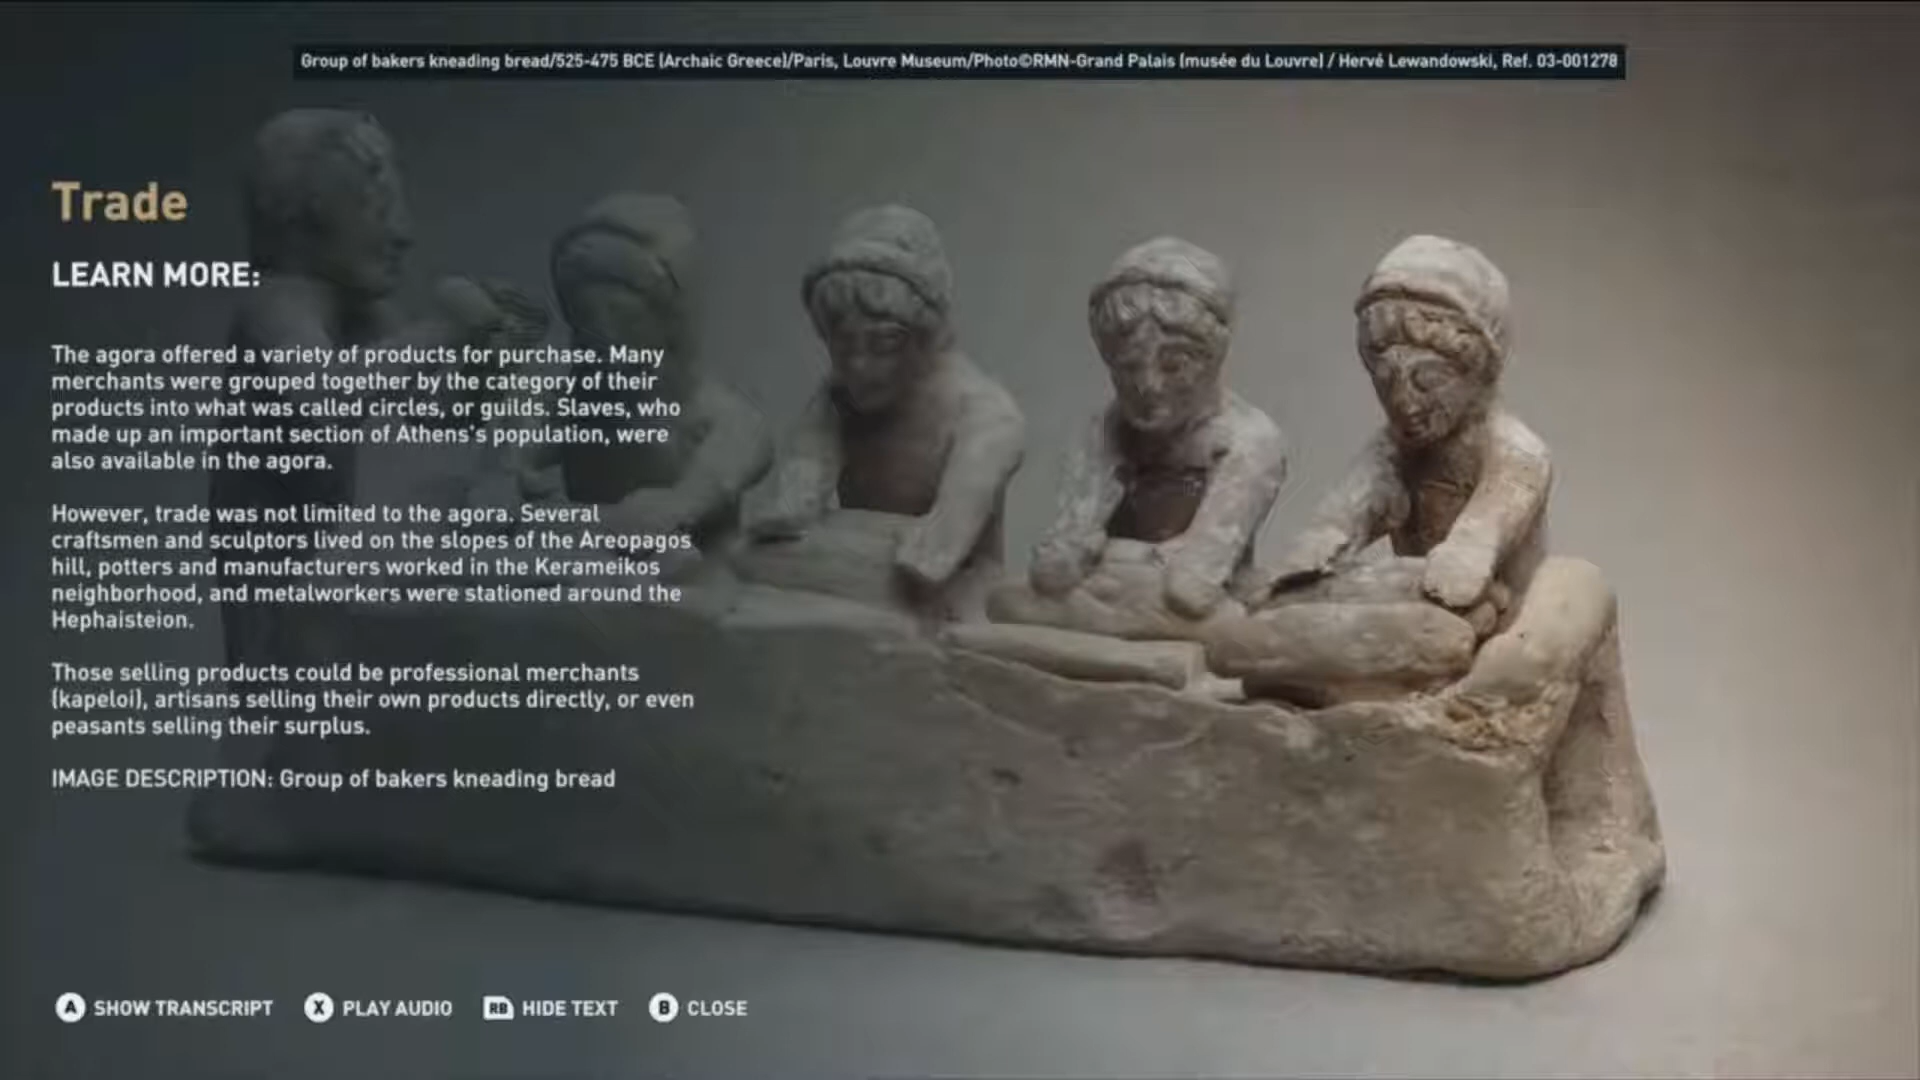 Group of bakers kneading bread/525-475 BCE (Archaic Greece)/Paris, Louvre Museum/Photo©RMN-Grand Palais (musée du Louvre) / Hervé Lewandowski, Ref. 03-001278
Trade
LEARN MORE:
The agora offered a variety of products for purchase. Many
merchants were grouped together by the category of their
products into what was called circles, or guilds. Slaves, who
made up an important section of Athens's population, were
also available in the agora.
However, trade was not limited to the agora. Several
craftsmen and sculptors lived on the slopes of the Areopagos
hill, potters and manufacturers worked in the Kerameikos
neighborhood, and metalworkers were stationed around the
Hephaisteion.
Those selling products could be professional merchants
(kapeloi), artisans selling their own products directly, or even
peasants selling their surplus.
IMAGE DESCRIPTION: Group of bakers kneading bread
A SHOW TRANSCRIPT X PLAY AUDIO RB HIDE TEXT B CLOSE